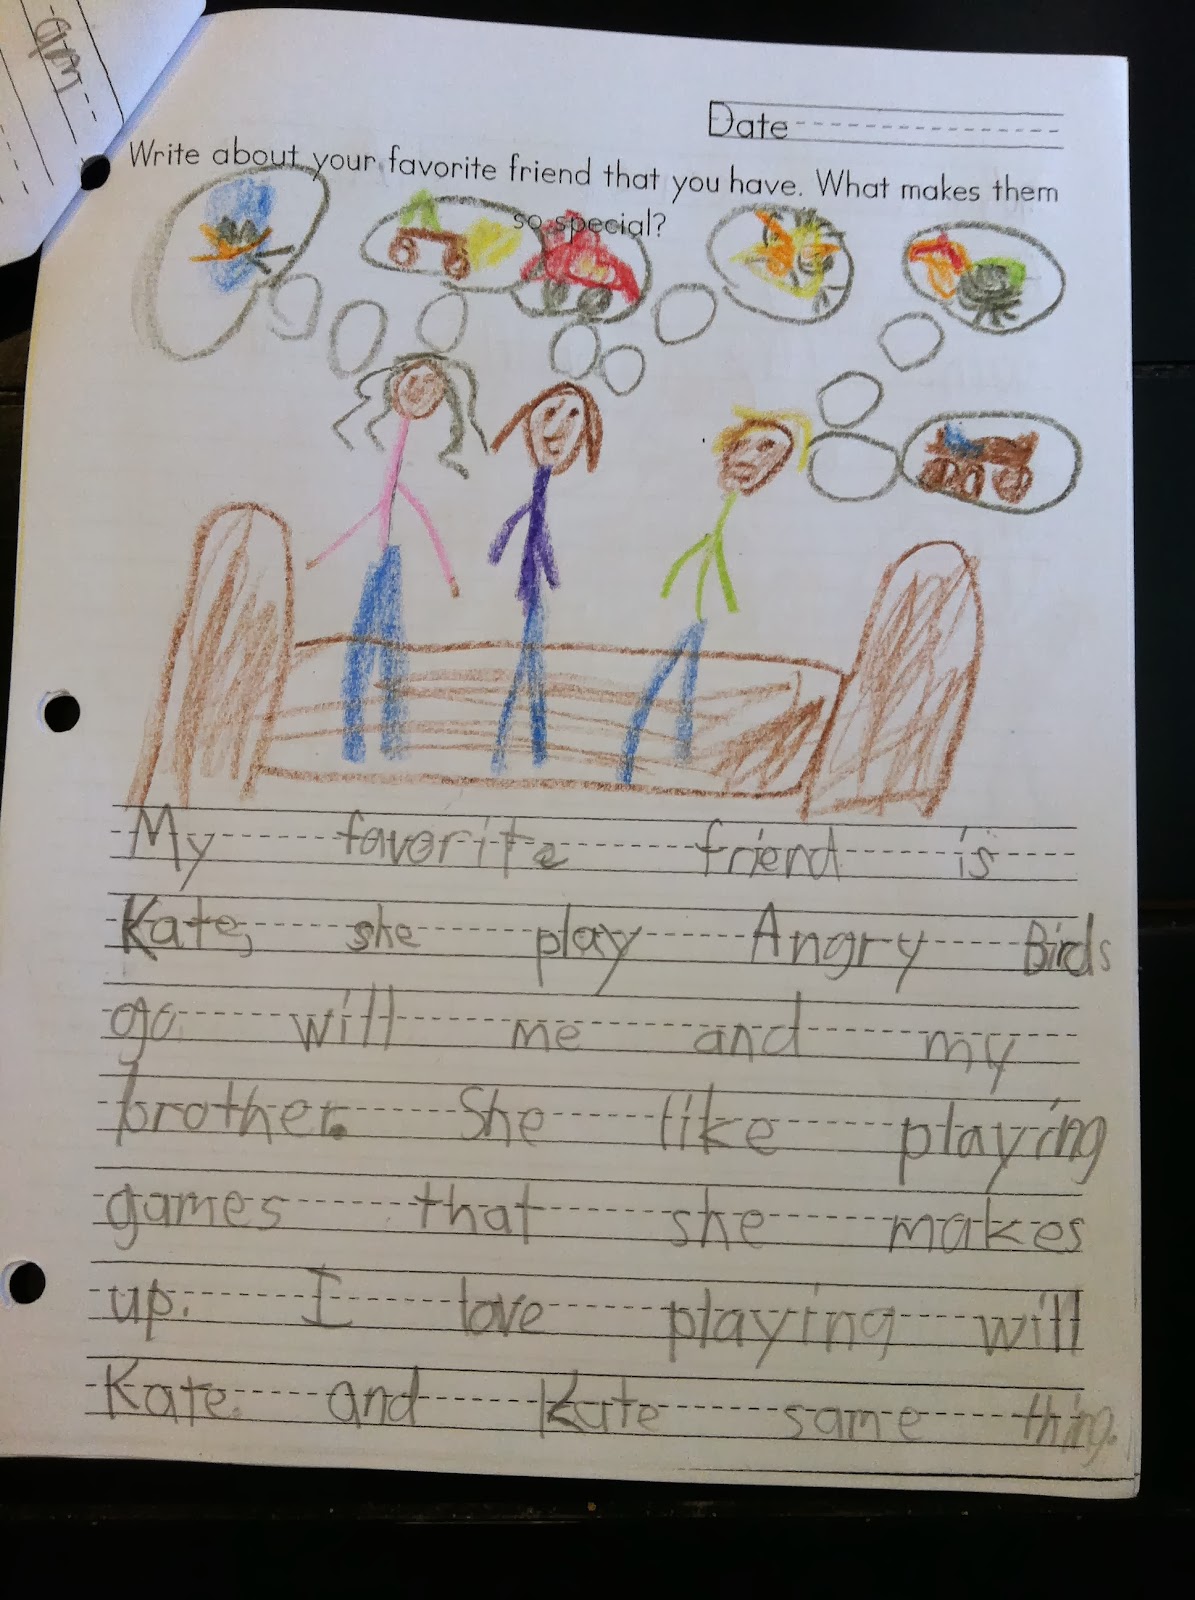 Date
Write about your favorite friend that you have. What makes them
so special?
My favorite friend is
Kate, she play Angry Birds
go will me and my
brother. She like playing
games that she makes
up. I love playing will
Kate. and Kate same thing.